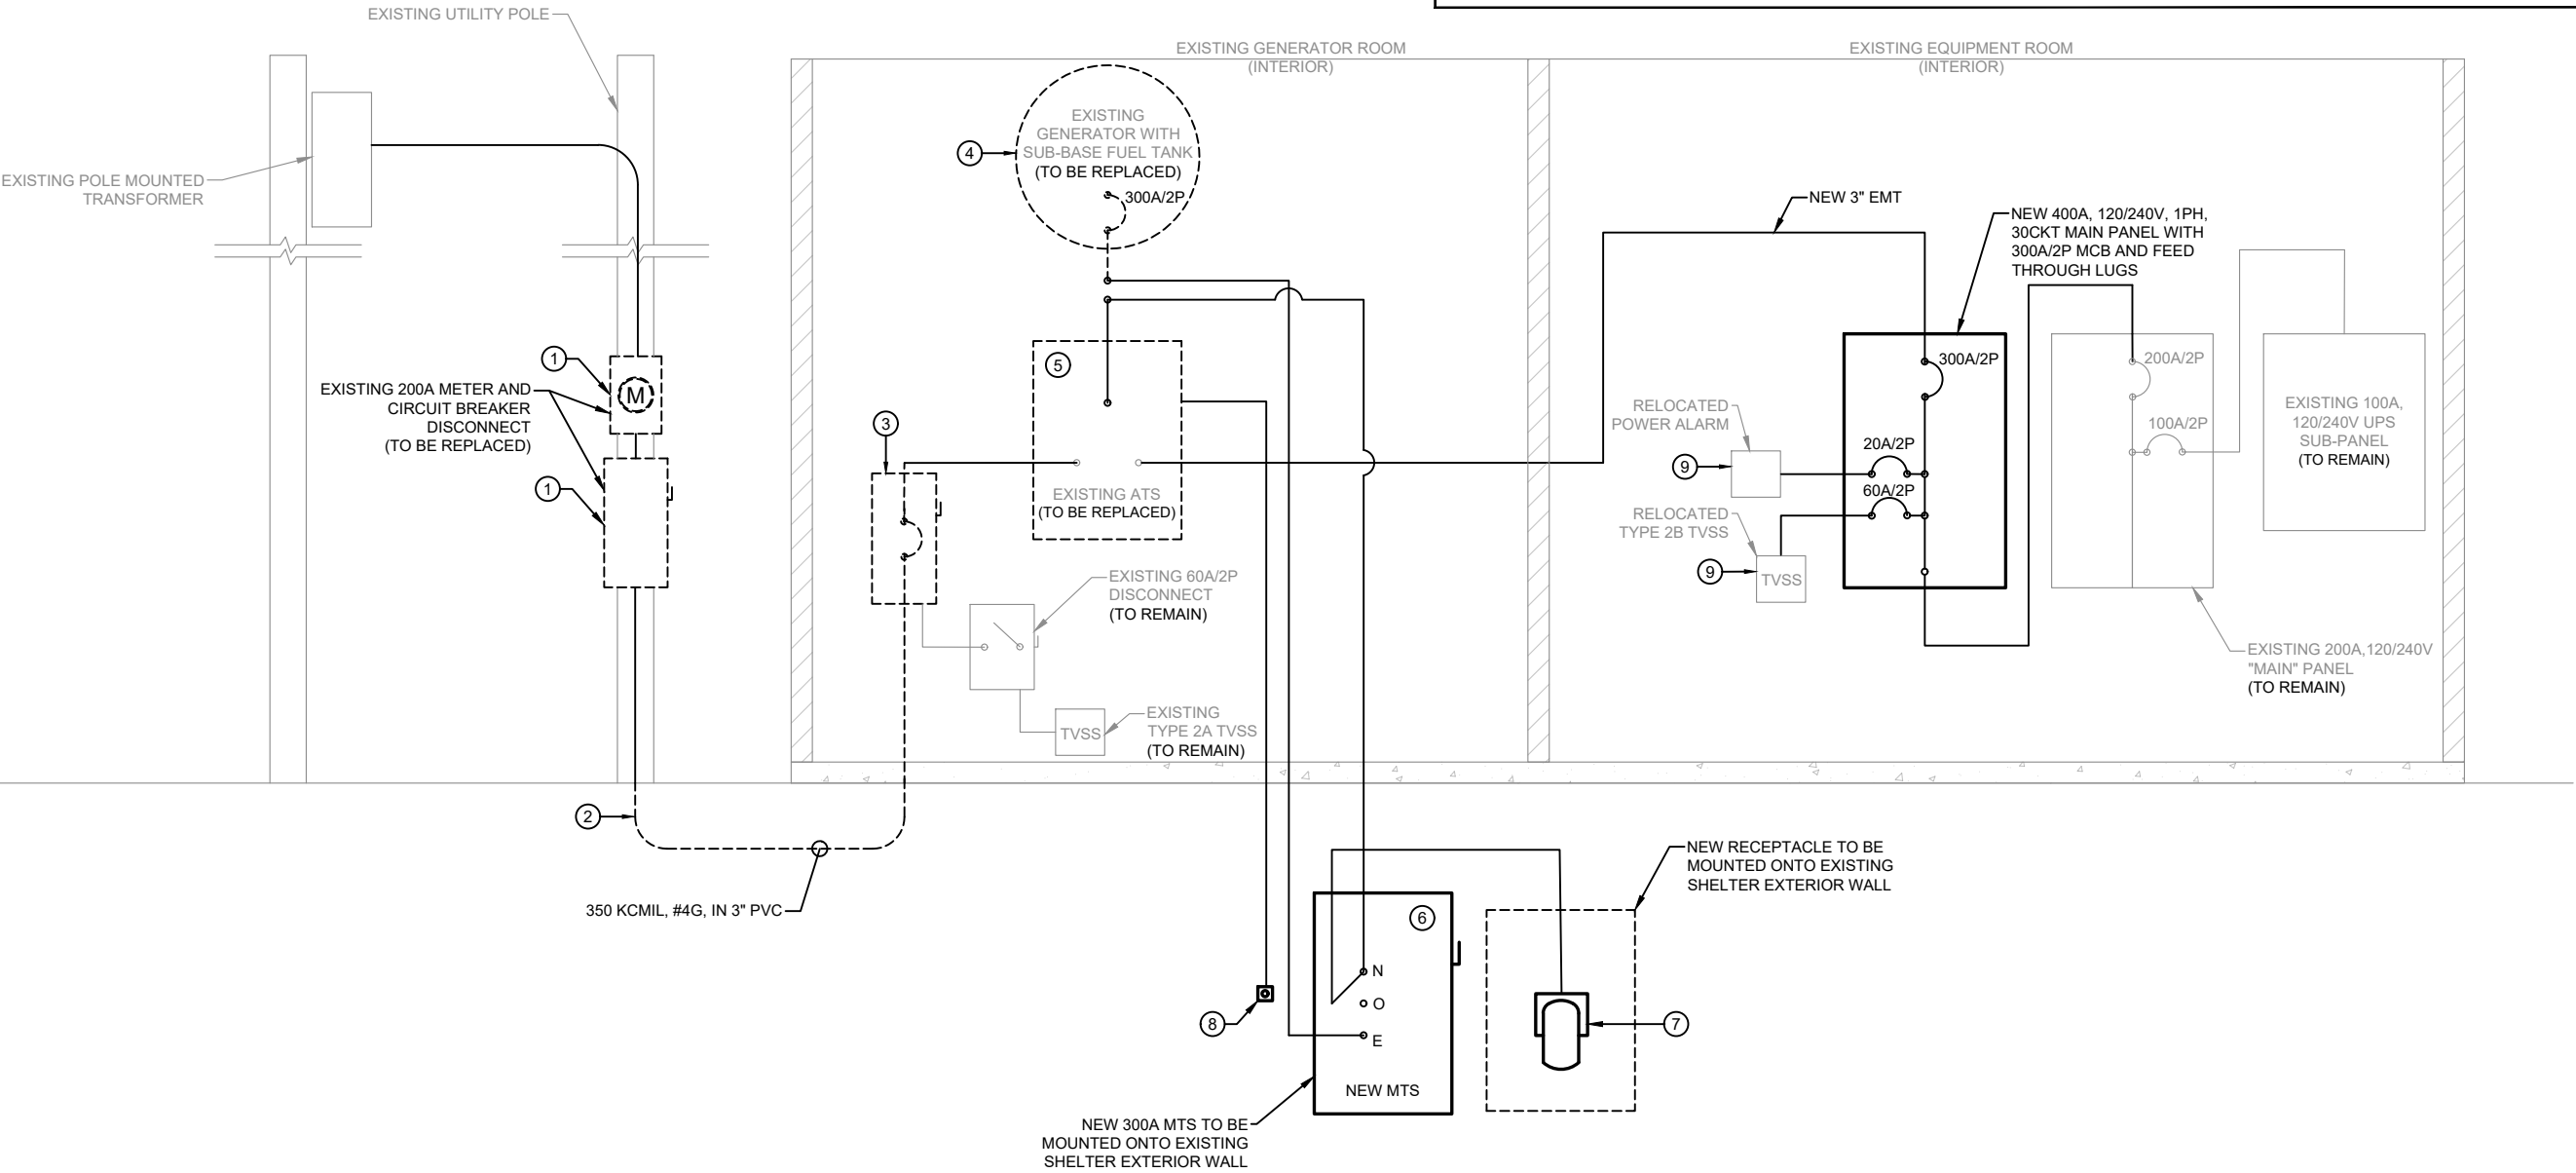 EXISTING UTILITY POLE
EXISTING POLE MOUNTED
TRANSFORMER
1
EXISTING 200A METER AND
CIRCUIT BREAKER
DISCONNECT
(TO BE REPLACED)
M
1
2
350 KCMIL, #4G, IN 3" PVC
EXISTING GENERATOR ROOM
(INTERIOR)
4
EXISTING
GENERATOR WITH
SUB-BASE FUEL TANK
(TO BE REPLACED)
300A/2P
5
EXISTING ATS
(TO BE REPLACED)
3
EXISTING 60A/2P
DISCONNECT
(TO REMAIN)
TVSS
EXISTING
TYPE 2A TVSS
(TO REMAIN)
EXISTING EQUIPMENT ROOM
(INTERIOR)
NEW 3" EMT
NEW 400A, 120/240V, 1PH,
30CKT MAIN PANEL WITH
300A/2P MCB AND FEED
THROUGH LUGS
300A/2P
20A/2P
60A/2P
RELOCATED
POWER ALARM
9
RELOCATED
TYPE 2B TVSS
9
TVSS
200A/2P
100A/2P
EXISTING 100A,
120/240V UPS
SUB-PANEL
(TO REMAIN)
EXISTING 200A,120/240V
"MAIN" PANEL
(TO REMAIN)
NEW RECEPTACLE TO BE
MOUNTED ONTO EXISTING
SHELTER EXTERIOR WALL
6
N
O
E
NEW MTS
7
8
NEW 300A MTS TO BE
MOUNTED ONTO EXISTING
SHELTER EXTERIOR WALL